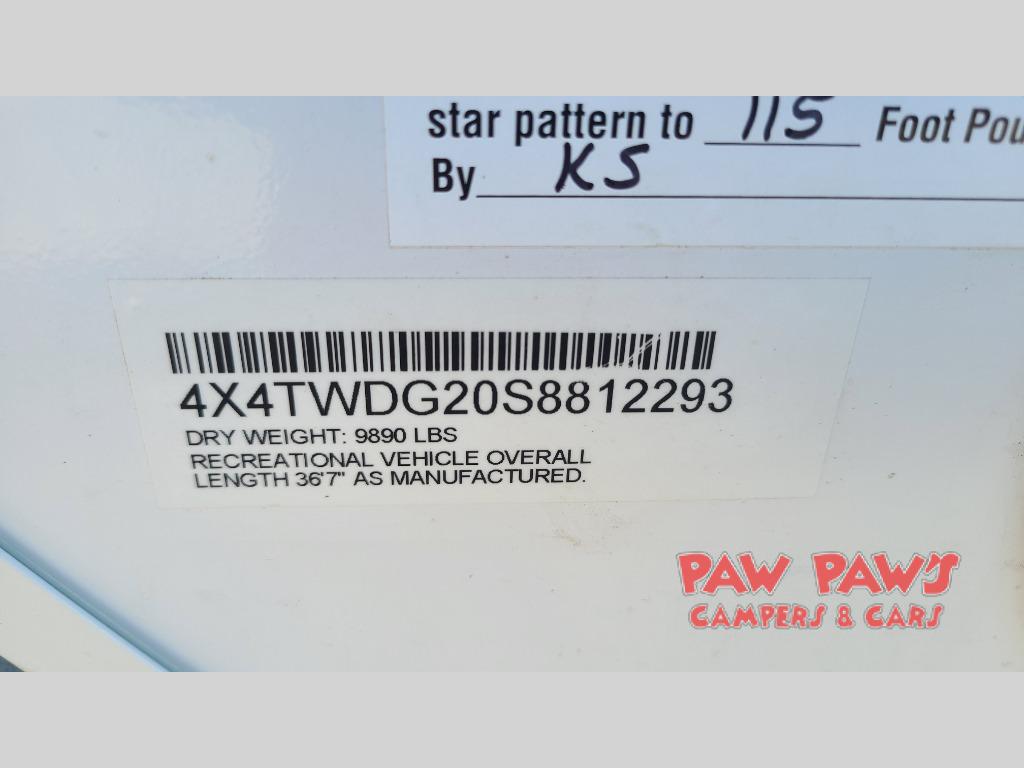 star pattern to 115 Foot Pou
By KS
4X4TWDG20S8812293
DRY WEIGHT: 9890 LBS
RECREATIONAL VEHICLE OVERALL
LENGTH 36'7" AS MANUFACTURED.
PAW PAW'S
CAMPERS & CARS